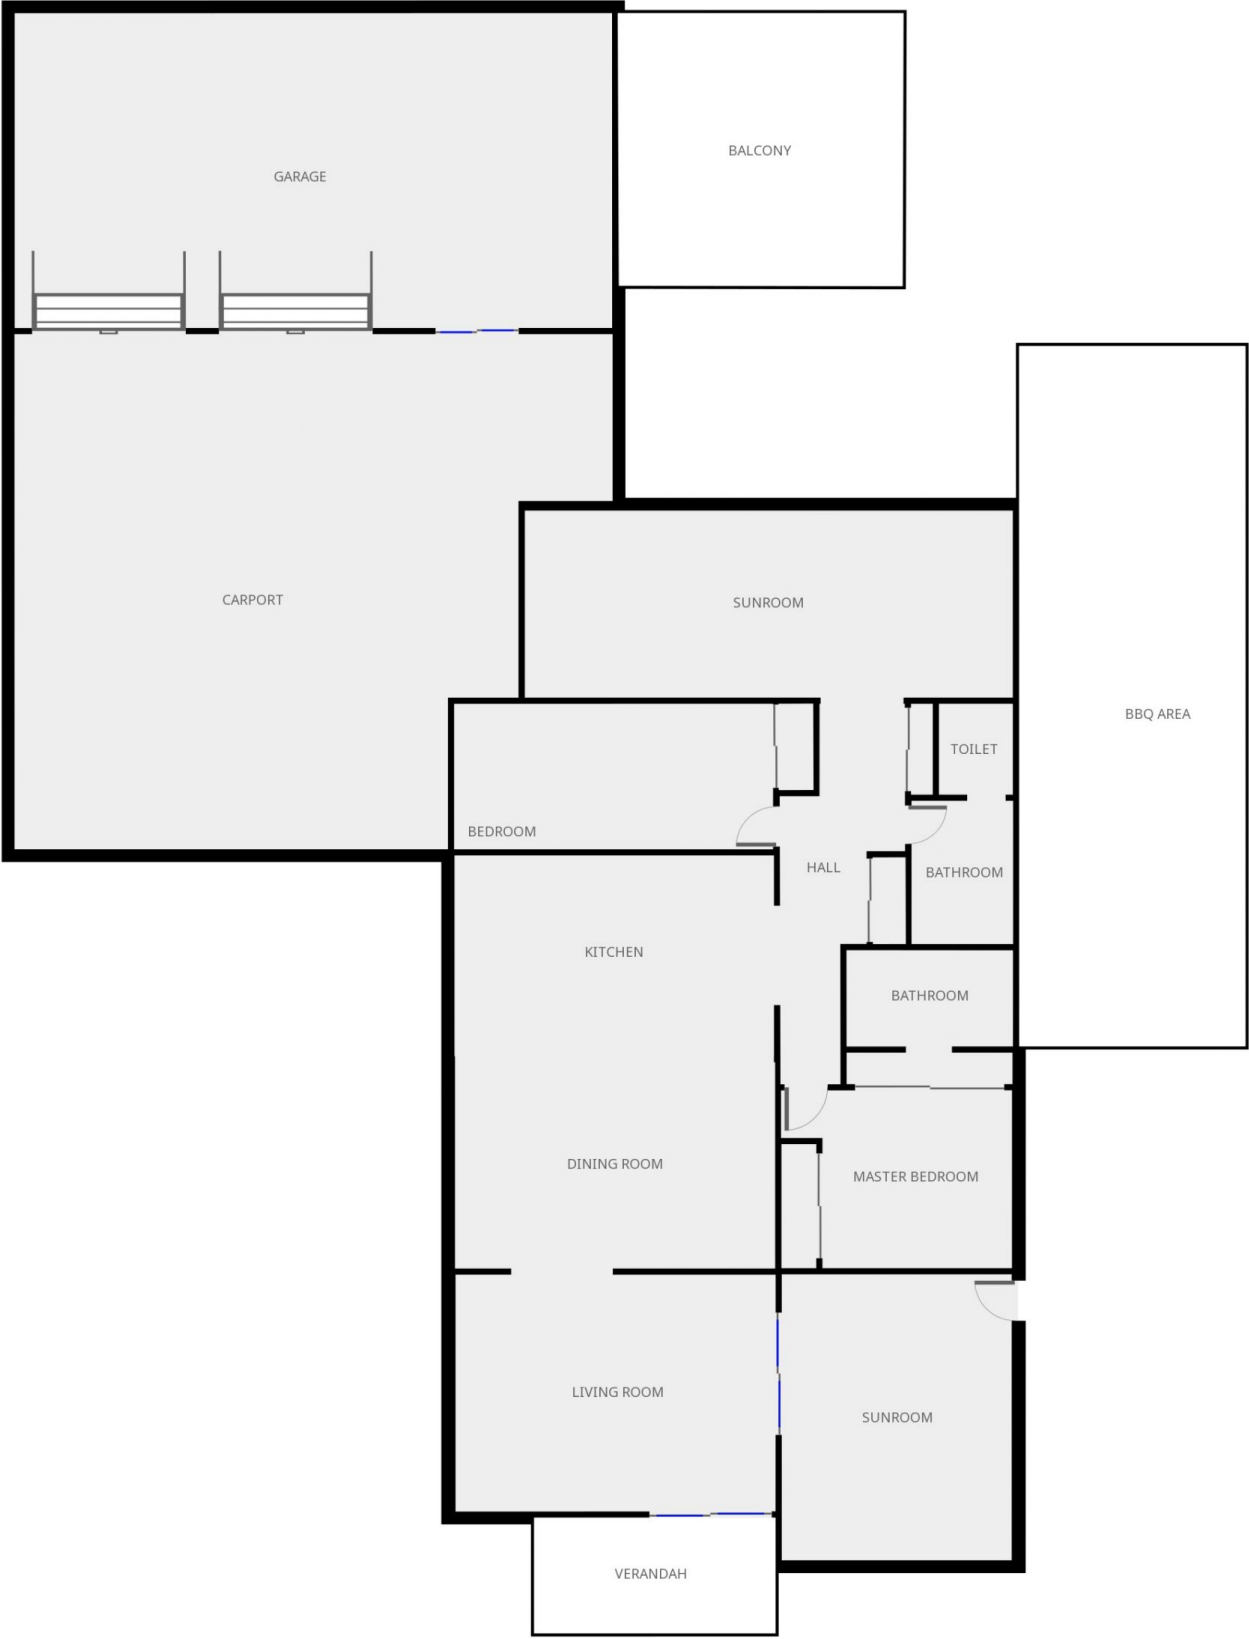 BALCONY
GARAGE
CARPORT
SUNROOM
BBQ AREA
TOILET
BEDROOM
HALL
BATHROOM
KITCHEN
BATHROOM
DINING ROOM
MASTER BEDROOM
LIVING ROOM
SUNROOM
VERANDAH